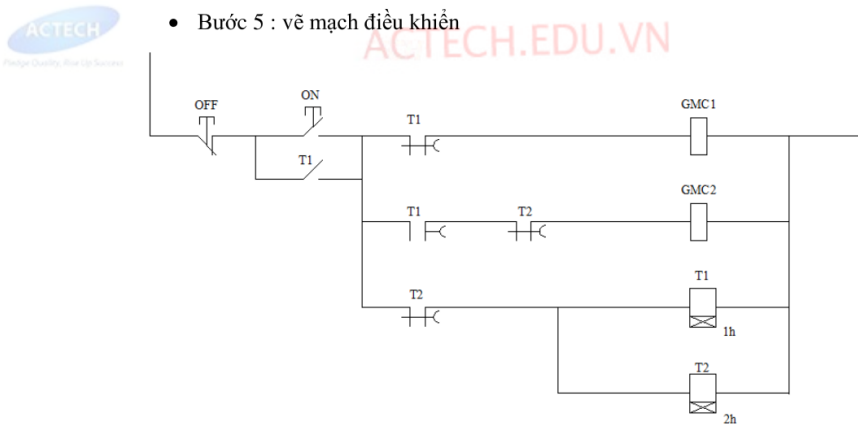 • Bước 5 : vẽ mạch điều khiển
ACTECH
Pledge Quality, Rise Up Success
ACTECH.EDU.VN
OFF
ON
T1
GMC1
T1
T1
T2
GMC2
T2
T1
1h
T2
2h